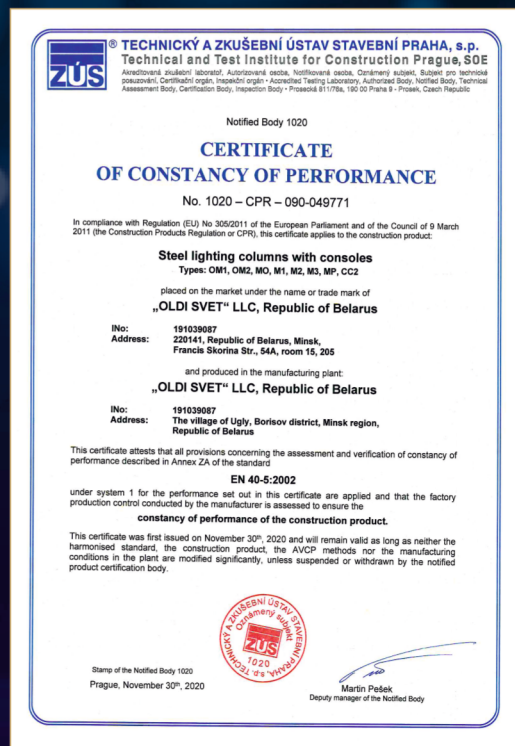 ZÚS
®
TECHNICKÝ A ZKUŠEBNÍ ÚSTAV STAVEBNÍ PRAHA, s.p.
Technical and Test Institute for Construction Prague, SOE
Akreditovaná zkušební laboratoř, Autorizovaná osoba, Notifikovaná osoba, Oznámený subjekt, Subjekt pro technické
posuzování, Certifikační orgán, Inspekční orgán • Accredited Testing Laboratory, Authorized Body, Notified Body, Technical
Assessment Body, Certification Body, Inspection Body • Prosecká 811/76a, 190 00 Praha 9 - Prosek, Czech Republic
Notified Body 1020
CERTIFICATE
OF CONSTANCY OF PERFORMANCE
No. 1020 – CPR – 090-049771
In compliance with Regulation (EU) No 305/2011 of the European Parliament and of the Council of 9 March
2011 (the Construction Products Regulation or CPR), this certificate applies to the construction product:
Steel lighting columns with consoles
Types: OM1, OM2, MO, M1, M2, M3, MP, CC2
placed on the market under the name or trade mark of
„OLDI SVET“ LLC, Republic of Belarus
INo: 191039087
Address: 220141, Republic of Belarus, Minsk,
Francis Skorina Str., 54A, room 15, 205
and produced in the manufacturing plant:
„OLDI SVET“ LLC, Republic of Belarus
INo: 191039087
Address: The village of Ugly, Borisov district, Minsk region,
Republic of Belarus
This certificate attests that all provisions concerning the assessment and verification of constancy of
performance described in Annex ZA of the standard
EN 40-5:2002
under system 1 for the performance set out in this certificate are applied and that the factory
production control conducted by the manufacturer is assessed to ensure the
constancy of performance of the construction product.
This certificate was first issued on November 30th, 2020 and will remain valid as long as neither the
harmonised standard, the construction product, the AVCP methods nor the manufacturing
conditions in the plant are modified significantly, unless suspended or withdrawn by the notified
product certification body.
TECHNICKÝ A ZKUŠEBNÍ ÚSTAV STAVEBNÍ PRAHA, s.p.
Oznámený subjekt
ZÚS
1020
Stamp of the Notified Body 1020
Prague, November 30th, 2020
Martin Pešek
Deputy manager of the Notified Body